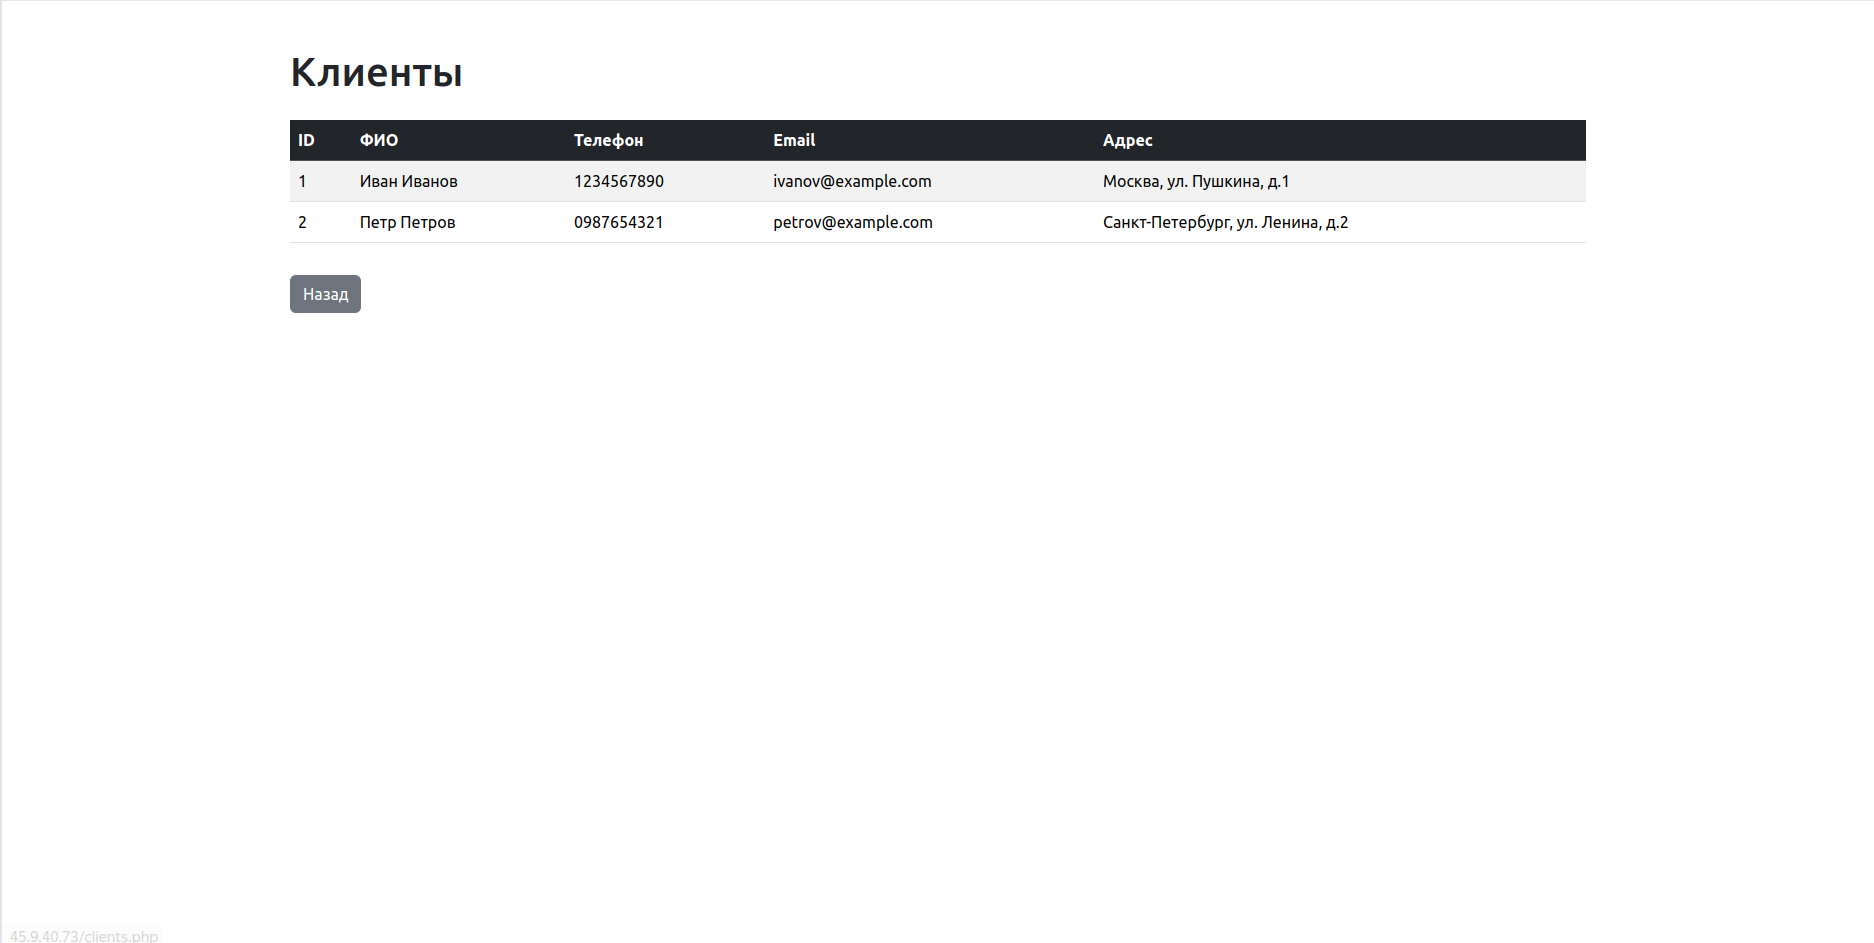 Клиенты
ID ФИО Телефон Email Адрес
1 Иван Иванов 1234567890 ivanov@example.com Москва, ул. Пушкина, д.1
2 Петр Петров 0987654321 petrov@example.com Санкт-Петербург, ул. Ленина, д.2
Назад
45.9.40.73/clients.php